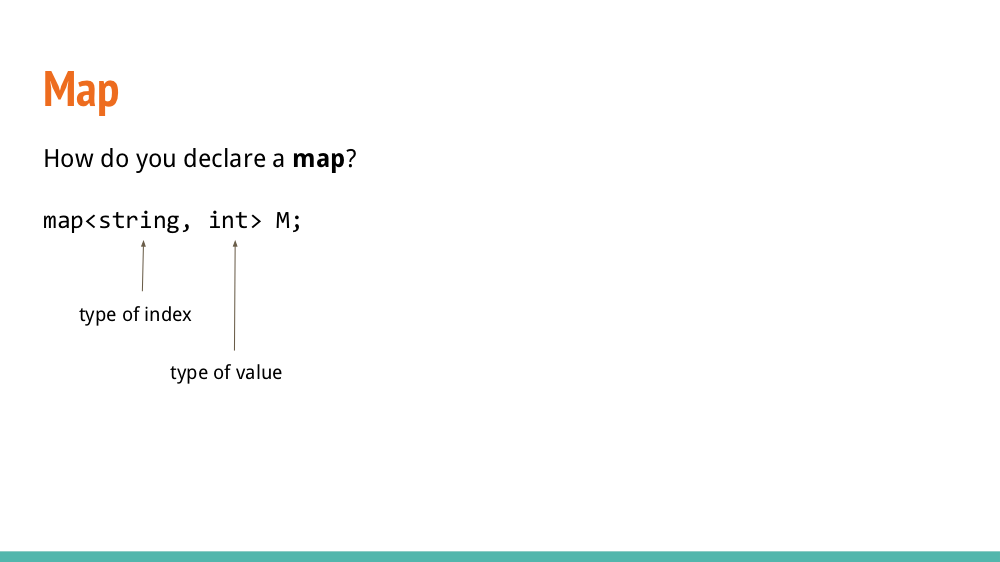 Map
How do you declare a map?
map<string, int> M;
type of index
type of value